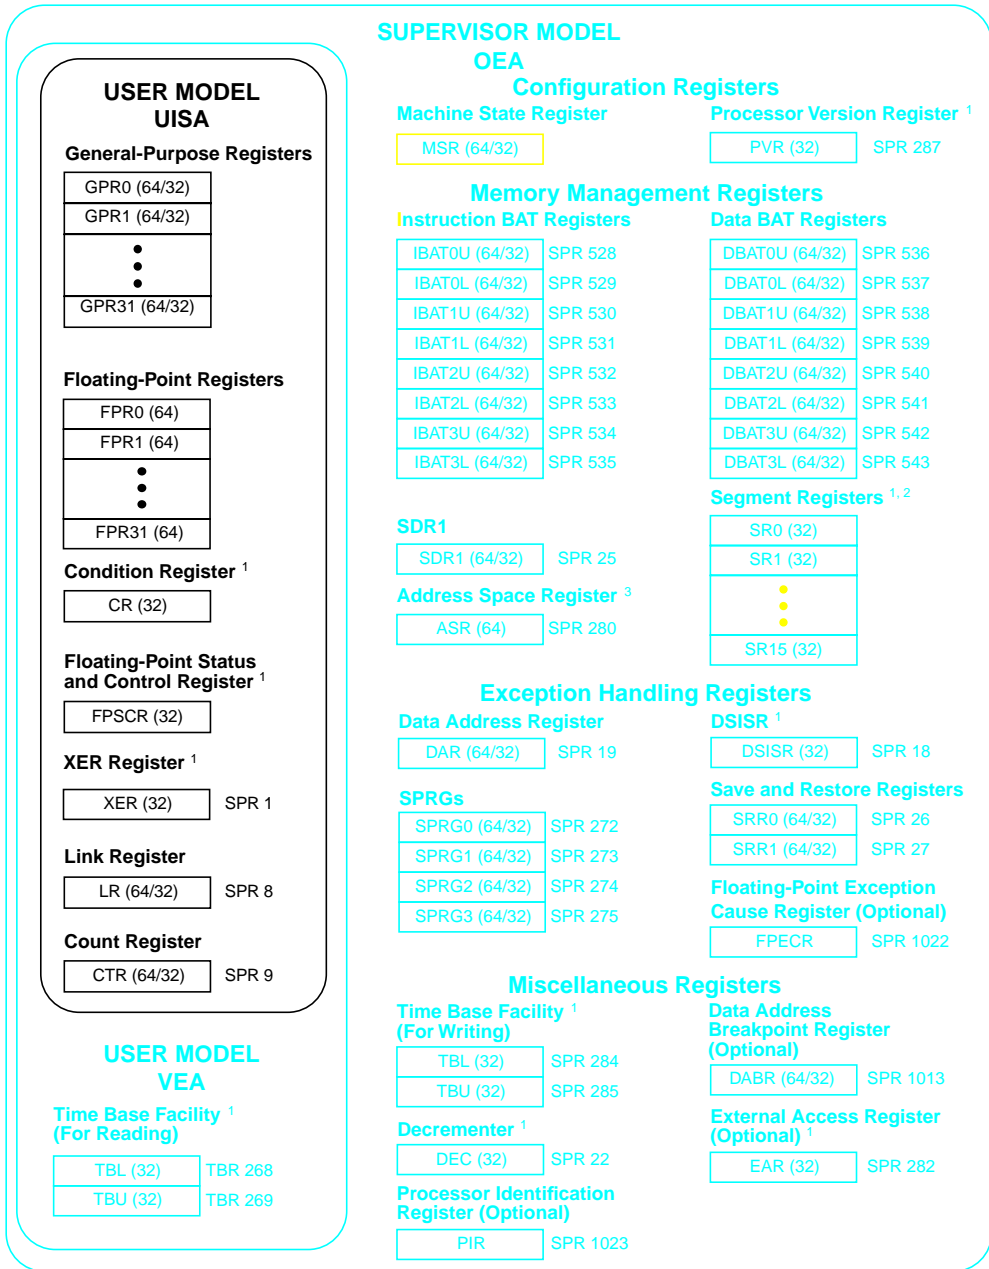 SUPERVISOR MODEL
OEA
USER MODEL
UISA
General-Purpose Registers
GPR0 (64/32)
GPR1 (64/32)
GPR31 (64/32)
Floating-Point Registers
FPR0 (64)
FPR1 (64)
FPR31 (64)
Condition Register 1
CR (32)
Floating-Point Status
and Control Register 1
FPSCR (32)
XER Register 1
XER (32) SPR 1
Link Register
LR (64/32) SPR 8
Count Register
CTR (64/32) SPR 9
USER MODEL
VEA
Time Base Facility 1
(For Reading)
TBL (32) TBR 268
TBU (32) TBR 269
Configuration Registers
Machine State Register
MSR (64/32)
Processor Version Register 1
PVR (32) SPR 287
Memory Management Registers
Instruction BAT Registers
IBAT0U (64/32) SPR 528
IBAT0L (64/32) SPR 529
IBAT1U (64/32) SPR 530
IBAT1L (64/32) SPR 531
IBAT2U (64/32) SPR 532
IBAT2L (64/32) SPR 533
IBAT3U (64/32) SPR 534
IBAT3L (64/32) SPR 535
Data BAT Registers
DBAT0U (64/32) SPR 536
DBAT0L (64/32) SPR 537
DBAT1U (64/32) SPR 538
DBAT1L (64/32) SPR 539
DBAT2U (64/32) SPR 540
DBAT2L (64/32) SPR 541
DBAT3U (64/32) SPR 542
DBAT3L (64/32) SPR 543
SDR1
SDR1 (64/32) SPR 25
Address Space Register 3
ASR (64) SPR 280
Segment Registers 1, 2
SR0 (32)
SR1 (32)
SR15 (32)
Exception Handling Registers
Data Address Register
DAR (64/32) SPR 19
SPRGs
SPRG0 (64/32) SPR 272
SPRG1 (64/32) SPR 273
SPRG2 (64/32) SPR 274
SPRG3 (64/32) SPR 275
DSISR 1
DSISR (32) SPR 18
Save and Restore Registers
SRR0 (64/32) SPR 26
SRR1 (64/32) SPR 27
Floating-Point Exception
Cause Register (Optional)
FPECR SPR 1022
Miscellaneous Registers
Time Base Facility 1
(For Writing)
TBL (32) SPR 284
TBU (32) SPR 285
Decrementer 1
DEC (32) SPR 22
Processor Identification
Register (Optional)
PIR SPR 1023
Data Address
Breakpoint Register
(Optional)
DABR (64/32) SPR 1013
External Access Register
(Optional) 1
EAR (32) SPR 282